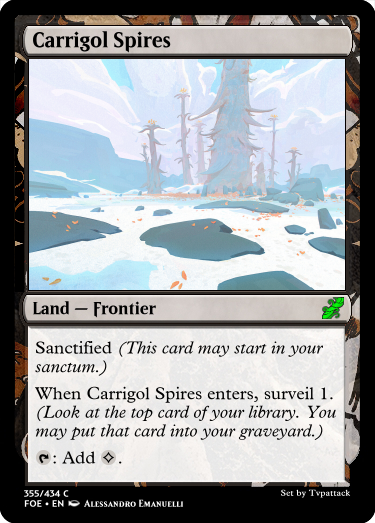 Carrigol Spires
Land — Frontier
Sanctified (This card may start in your
sanctum.)
When Carrigol Spires enters, surveil 1.
(Look at the top card of your library. You
may put that card into your graveyard.)
: Add .
355/434 C
FOE • EN Alessandro Emanuelli
Set by Tvpattack